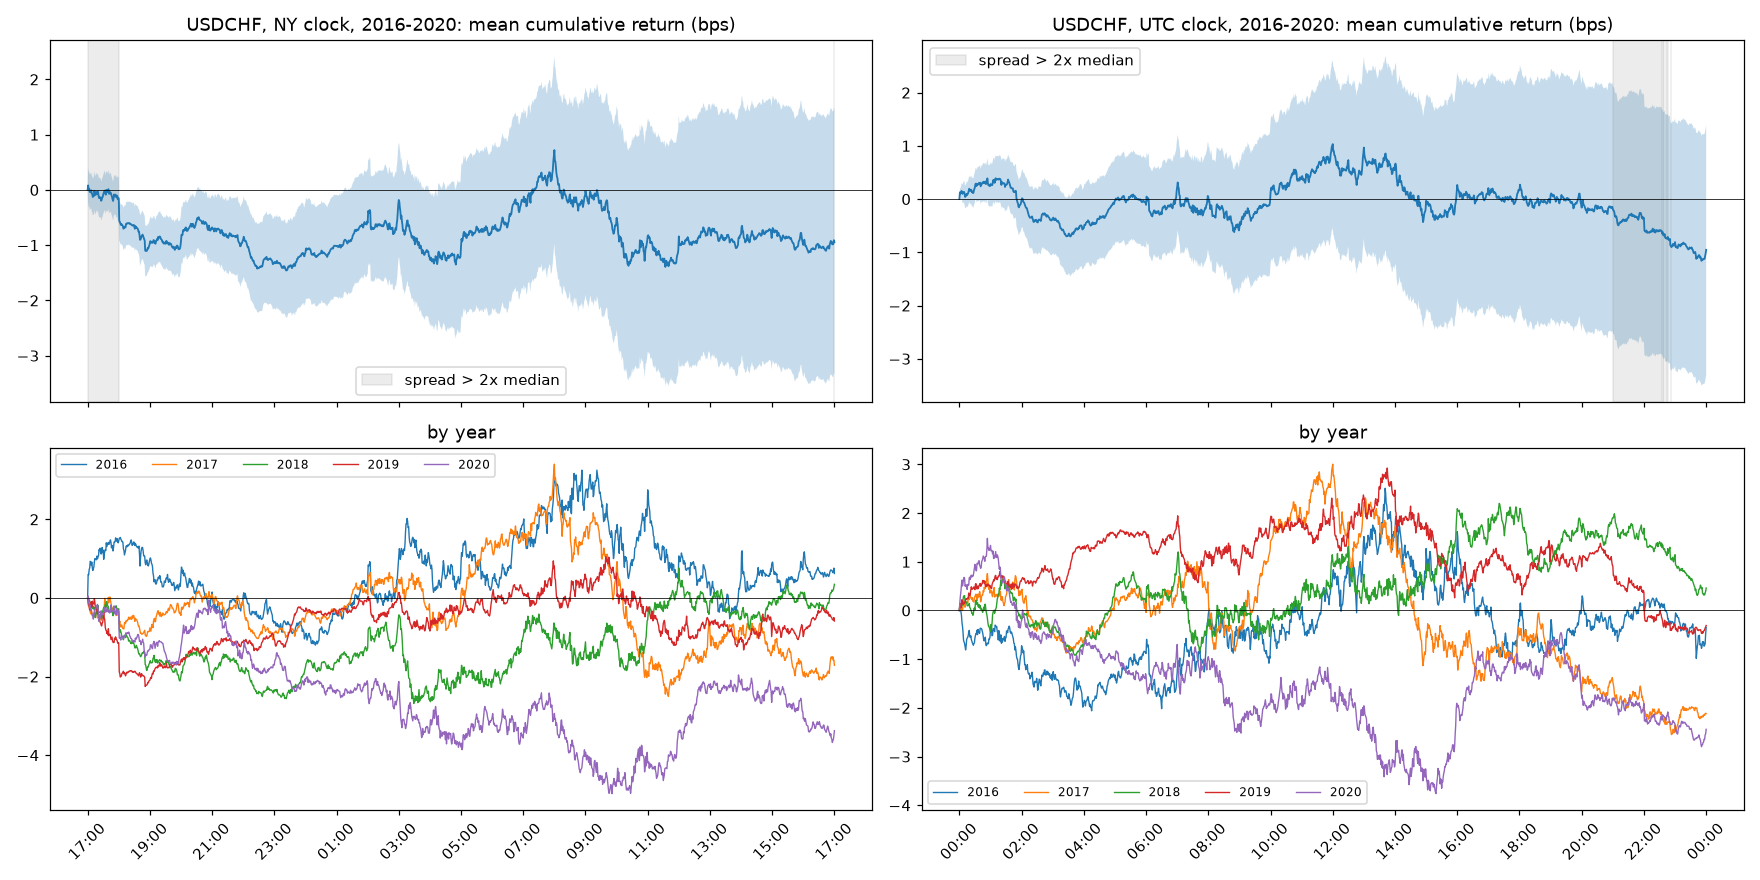 USDCHF, NY clock, 2016-2020: mean cumulative return (bps)
2
1
0
−1
−2
−3
spread > 2x median
USDCHF, UTC clock, 2016-2020: mean cumulative return (bps)
2
1
0
−1
−2
−3
spread > 2x median
by year
2
0
−2
−4
2016 2017 2018 2019 2020
17:00 19:00 21:00 23:00 01:00 03:00 05:00 07:00 09:00 11:00 13:00 15:00 17:00
by year
3
2
1
0
−1
−2
−3
−4
2016 2017 2018 2019 2020
00:00 02:00 04:00 06:00 08:00 10:00 12:00 14:00 16:00 18:00 20:00 22:00 00:00